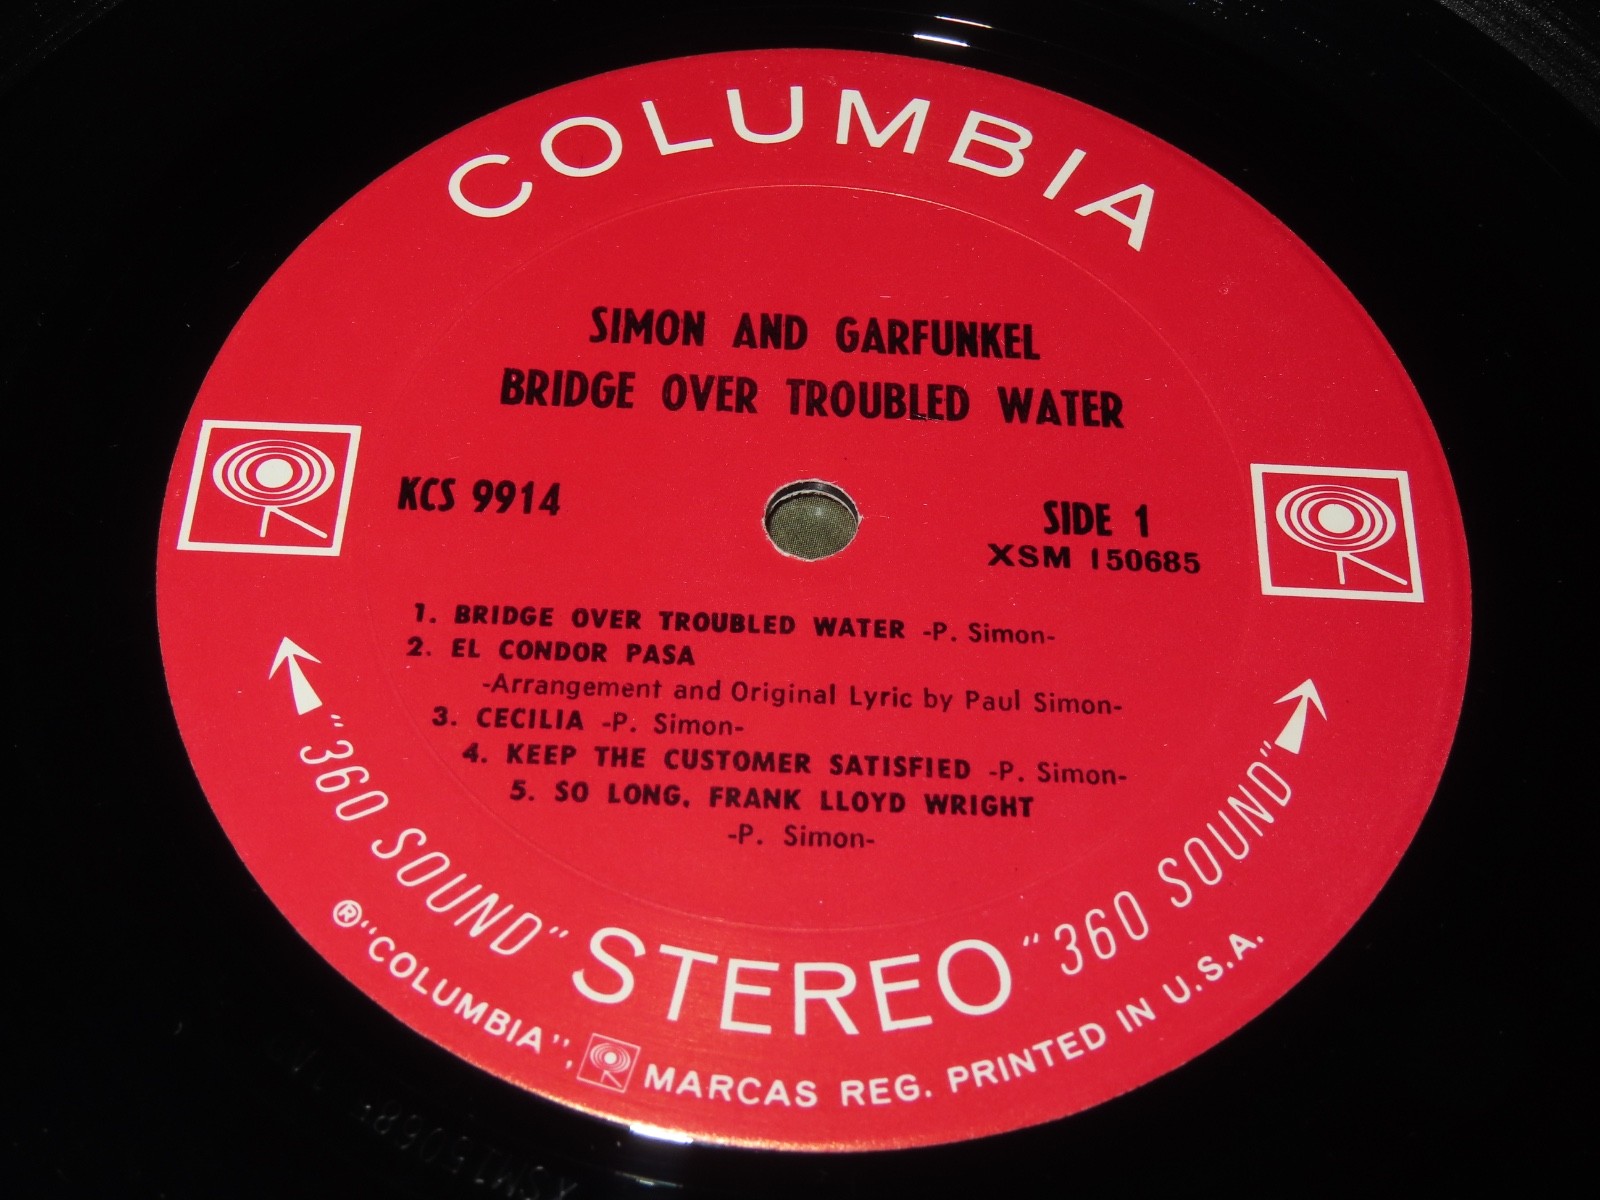 COLUMBIA
SIMON AND GARFUNKEL
BRIDGE OVER TROUBLED WATER
KCS 9914
SIDE 1
XSM 150685
1. BRIDGE OVER TROUBLED WATER -P. Simon-
2. EL CONDOR PASA
-Arrangement and Original Lyric by Paul Simon-
3. CECILIA -P. Simon-
4. KEEP THE CUSTOMER SATISFIED -P. Simon-
5. SO LONG, FRANK LLOYD WRIGHT
-P. Simon-
"360 SOUND" STEREO "360 SOUND"
® "COLUMBIA", MARCAS REG. PRINTED IN U.S.A.